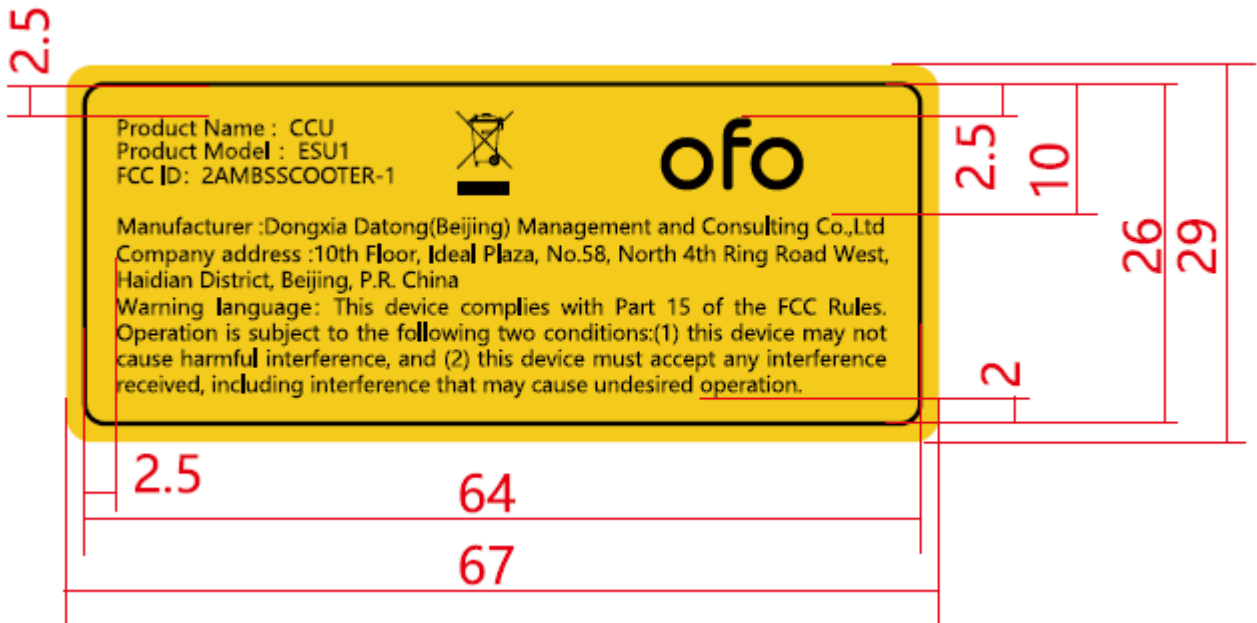 2.5
Product Name : CCU
Product Model : ESU1
FCC ID: 2AMBSSCOOTER-1
ofo
2.5
10
26
29
Manufacturer :Dongxia Datong(Beijing) Management and Consulting Co.,Ltd
Company address :10th Floor, Ideal Plaza, No.58, North 4th Ring Road West,
Haidian District, Beijing, P.R. China
Warning language: This device complies with Part 15 of the FCC Rules.
Operation is subject to the following two conditions:(1) this device may not
cause harmful interference, and (2) this device must accept any interference
received, including interference that may cause undesired operation.
2
2.5
64
67